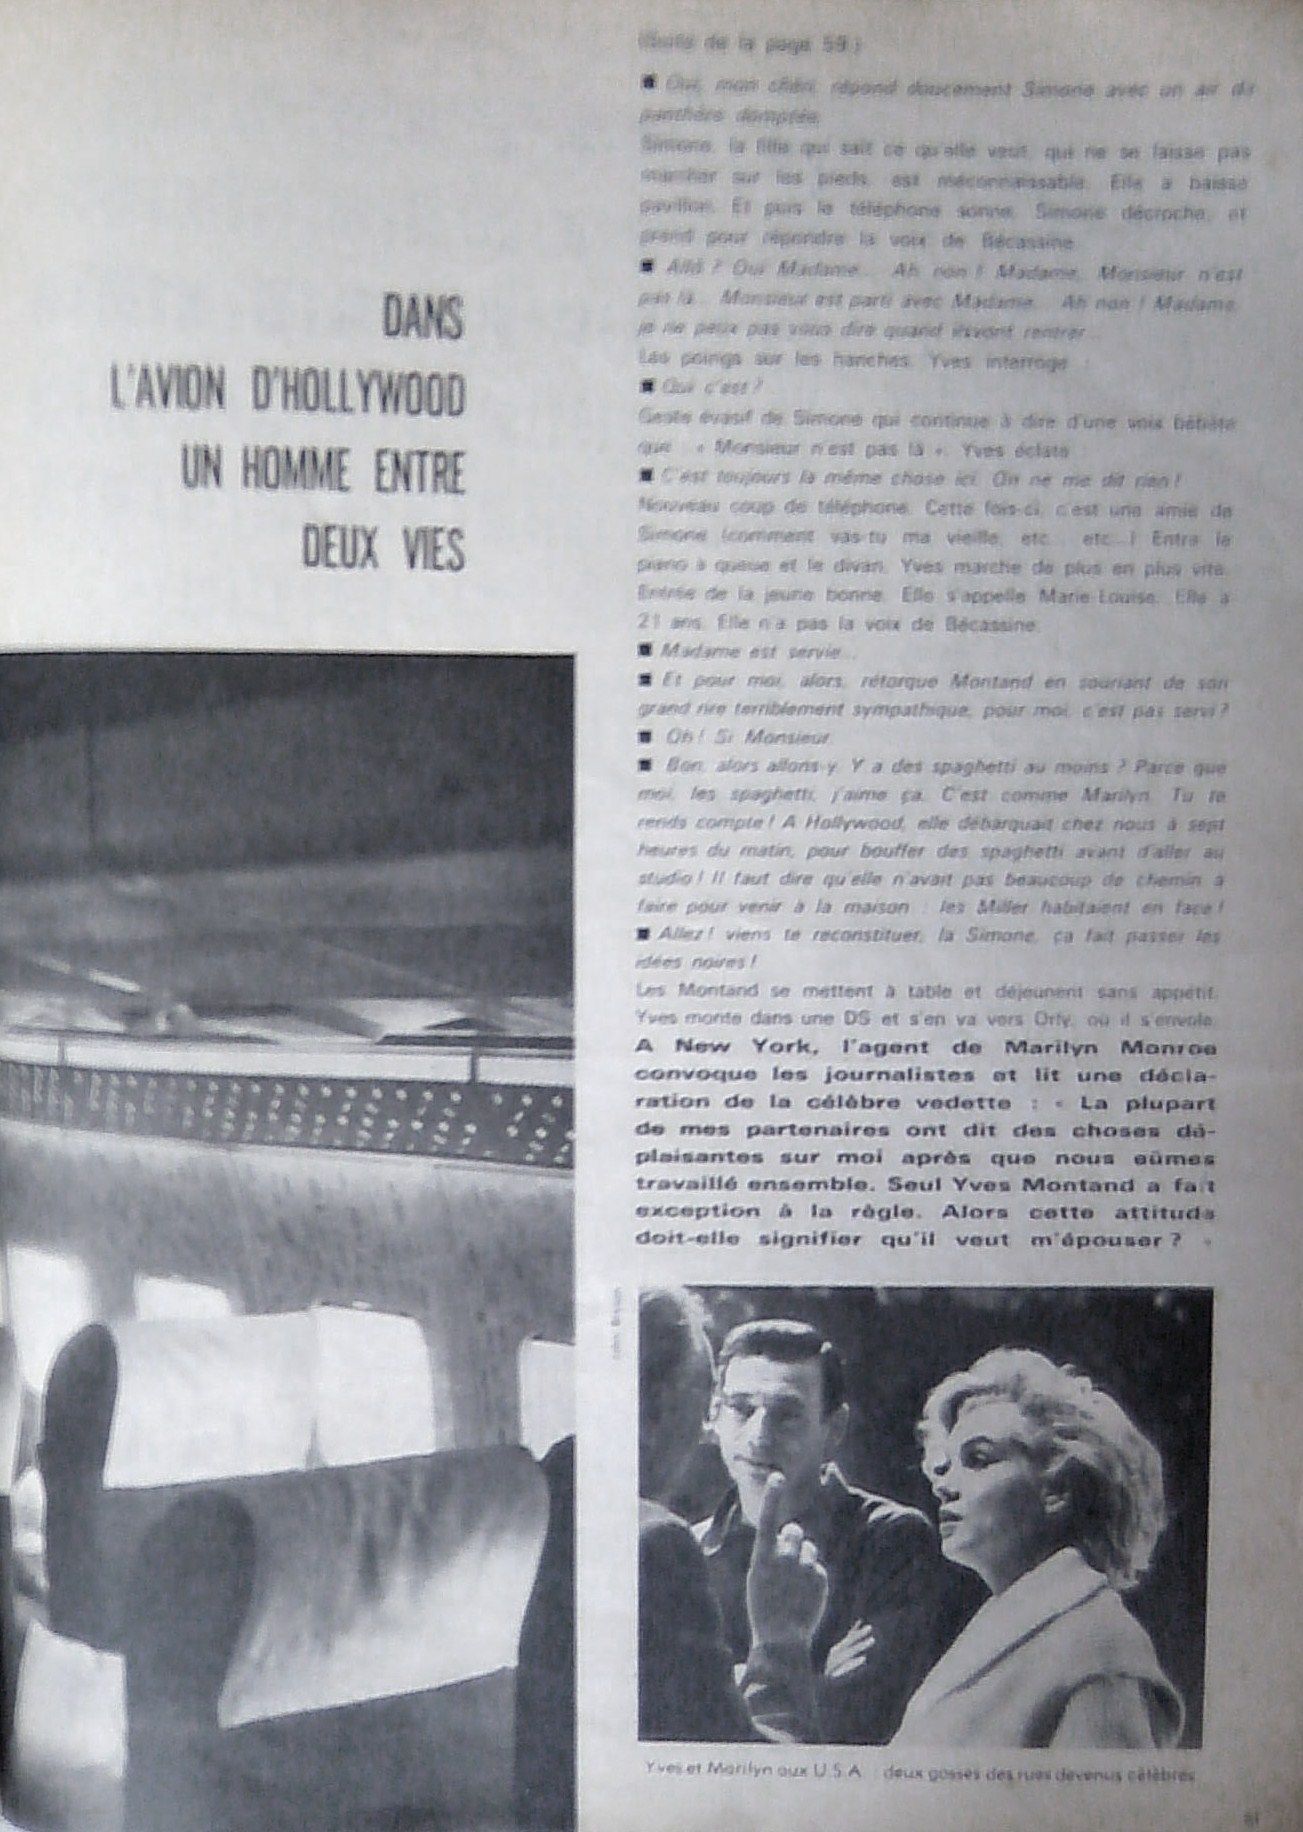 DANS
L'AVION D'HOLLYWOOD
UN HOMME ENTRE
DEUX VIES
(Suite de la page 59.)
■ Oui, mon chéri, répond doucement Simone avec un air de
panthère domptée.
Simone, la fille qui sait ce qu'elle veut, qui ne se laisse pas
marcher sur les pieds, est méconnaissable. Elle a baissé
pavillon. Et puis le téléphone sonne. Simone décroche, et
prend pour répondre la voix de Bécassine.
■ Allô ? Oui Madame... Ah non ! Madame, Monsieur n'est
pas là... Monsieur est parti avec Madame... Ah non ! Madame,
je ne peux pas vous dire quand ils vont rentrer...
Les poings sur les hanches, Yves interroge :
■ Qui c'est ?
Geste évasif de Simone qui continue à dire d'une voix bêbête
que : « Monsieur n'est pas là ». Yves éclate :
■ C'est toujours la même chose ici. On ne me dit rien !
Nouveau coup de téléphone. Cette fois-ci, c'est une amie de
Simone (comment vas-tu ma vieille, etc... etc...) Entre le
piano à queue et le divan, Yves marche de plus en plus vite.
Entrée de la jeune bonne. Elle s'appelle Marie-Louise. Elle a
21 ans. Elle n'a pas la voix de Bécassine.
■ Madame est servie...
■ Et pour moi, alors, rétorque Montand en souriant de son
grand rire terriblement sympathique, pour moi, c'est pas servi ?
■ Oh ! Si Monsieur.
■ Bon, alors allons-y. Y a des spaghetti au moins ? Parce que
moi, les spaghetti, j'aime ça. C'est comme Marilyn. Tu te
rends compte ! A Hollywood, elle débarquait chez nous à sept
heures du matin, pour bouffer des spaghetti avant d'aller au
studio ! Il faut dire qu'elle n'avait pas beaucoup de chemin à
faire pour venir à la maison : les Miller habitaient en face !
■ Allez ! viens te reconstituer, la Simone, ça fait passer les
idées noires !
Les Montand se mettent à table et déjeunent sans appétit.
Yves monte dans une DS et s'en va vers Orly, où il s'envole.
A New York, l'agent de Marilyn Monroe
convoque les journalistes et lit une décla-
ration de la célèbre vedette : « La plupart
de mes partenaires ont dit des choses dé-
plaisantes sur moi après que nous eûmes
travaillé ensemble. Seul Yves Montand a fait
exception à la règle. Alors cette attitude
doit-elle signifier qu'il veut m'épouser ? »
Yves et Marilyn aux U.S.A. : deux gosses des rues devenus célèbres
61